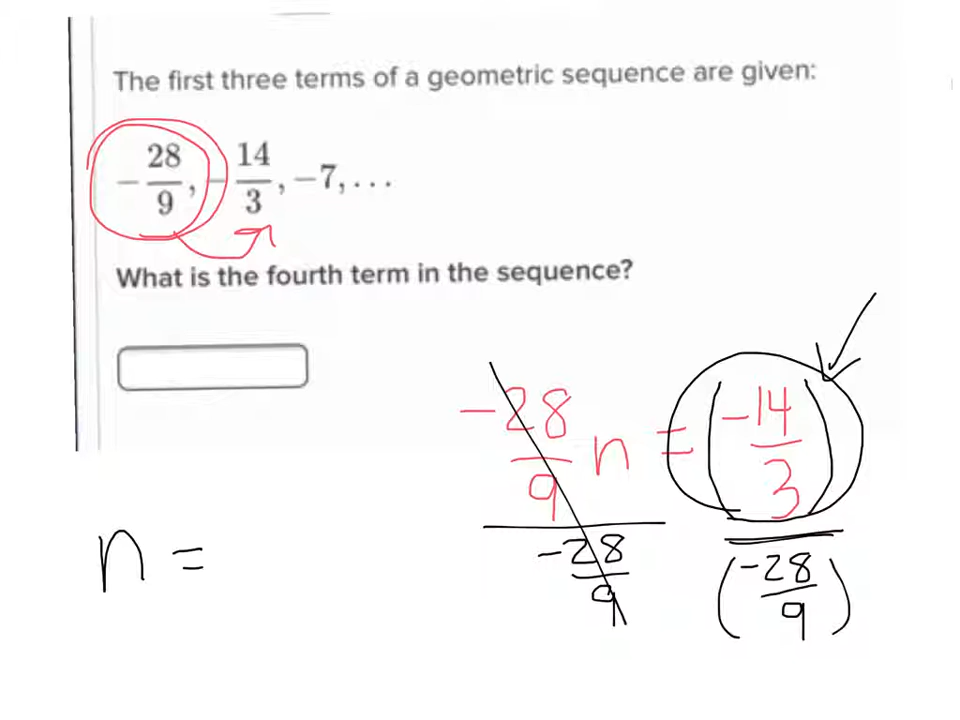 The first three terms of a geometric sequence are given:
-28/9, -14/3, -7, ...
What is the fourth term in the sequence?
-28/9 n = (-14/3)
-28/9 (-28/9)
n =